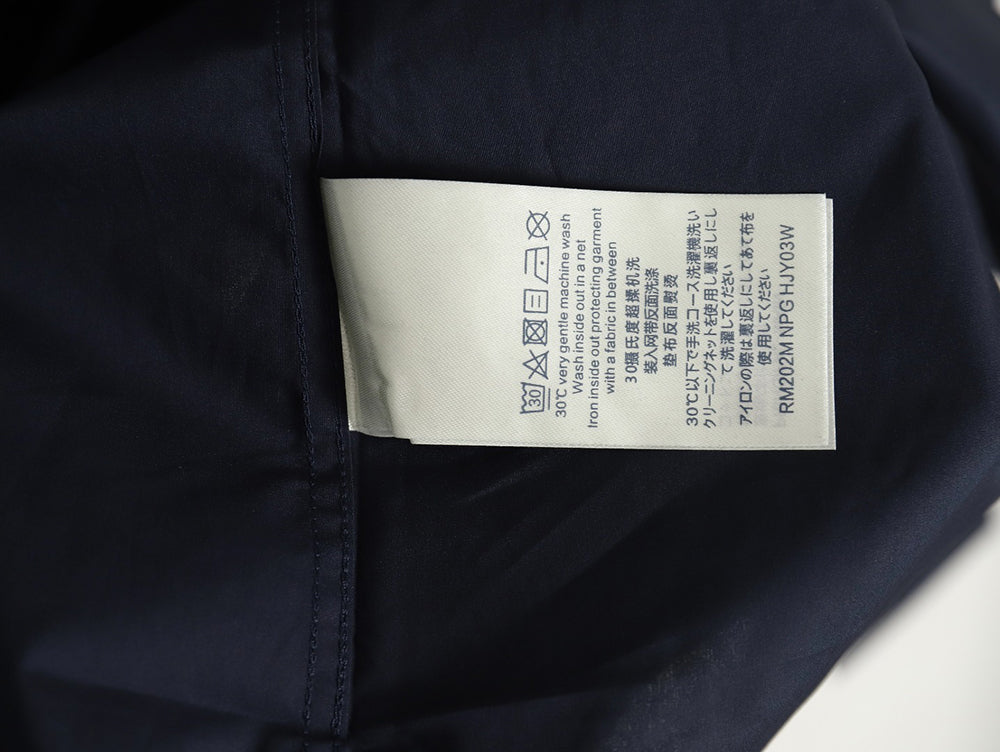 30
30℃ very gentle machine wash
Wash inside out in a net
Iron inside out protecting garment
with a fabric in between
30摄氏度超操机洗
装入网带反面洗涤
垫布反面熨烫
30℃以下で手洗コース洗濯機洗い
クリーニングネットを使用し裏返しにし
て洗濯してください
アイロンの際は裏返しにしてあて布を
使用してください
RM202M NPG HJY03W